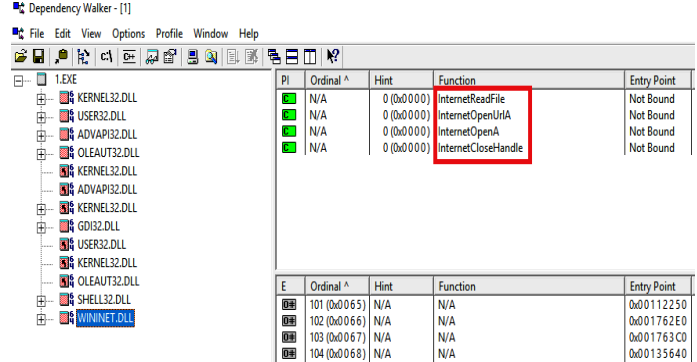 Dependency Walker - [1]
File Edit View Options Profile Window Help
c:\ C++
1.EXE
KERNEL32.DLL
USER32.DLL
ADVAPI32.DLL
OLEAUT32.DLL
KERNEL32.DLL
ADVAPI32.DLL
KERNEL32.DLL
GDI32.DLL
USER32.DLL
KERNEL32.DLL
OLEAUT32.DLL
SHELL32.DLL
WININET.DLL
PI Ordinal ^ Hint Function Entry Point
C N/A 0 (0x0000) InternetReadFile Not Bound
C N/A 0 (0x0000) InternetOpenUrlA Not Bound
C N/A 0 (0x0000) InternetOpenA Not Bound
C N/A 0 (0x0000) InternetCloseHandle Not Bound
E Ordinal ^ Hint Function Entry Point
O# 101 (0x0065) N/A N/A 0x00112250
O# 102 (0x0066) N/A N/A 0x001762E0
O# 103 (0x0067) N/A N/A 0x001763C0
O# 104 (0x0068) N/A N/A 0x00135640